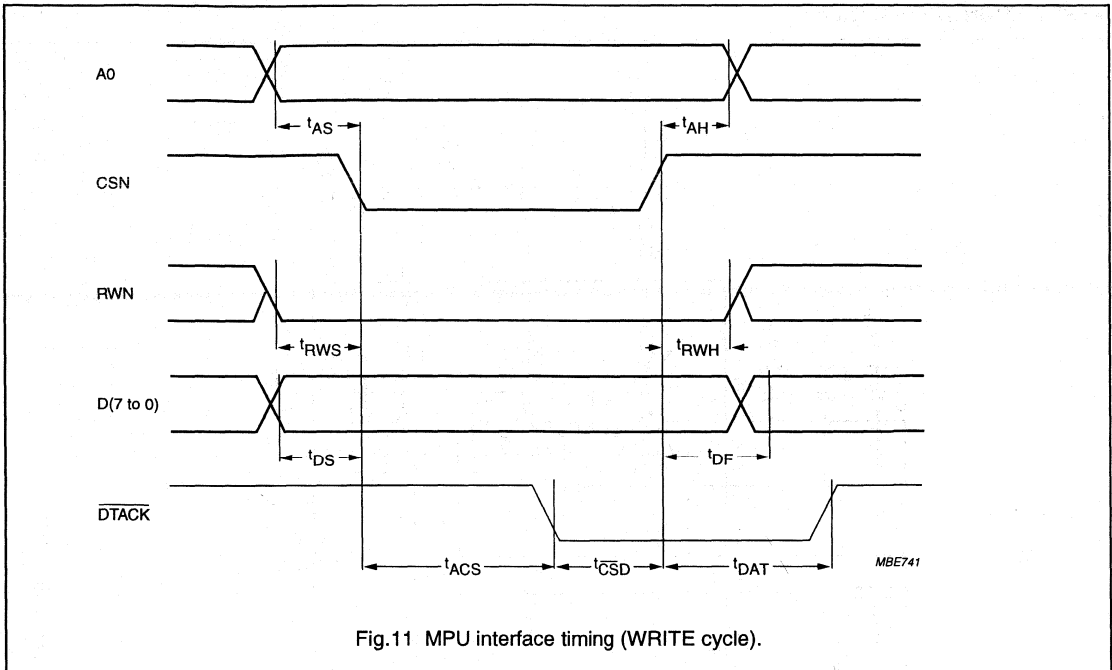 A0
tAS
tAH
CSN
RWN
tRWS
tRWH
D(7 to 0)
tDS
tDF
DTACK
tACS
tCSD
tDAT
MBE741
Fig.11 MPU interface timing (WRITE cycle).